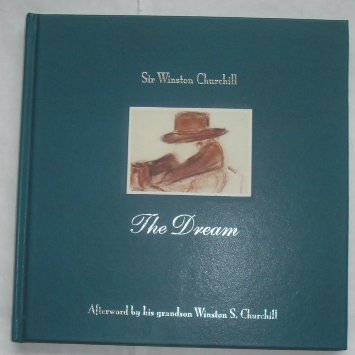 Sir Winston Churchill
The Dream
Afterword by his grandson Winston S. Churchill